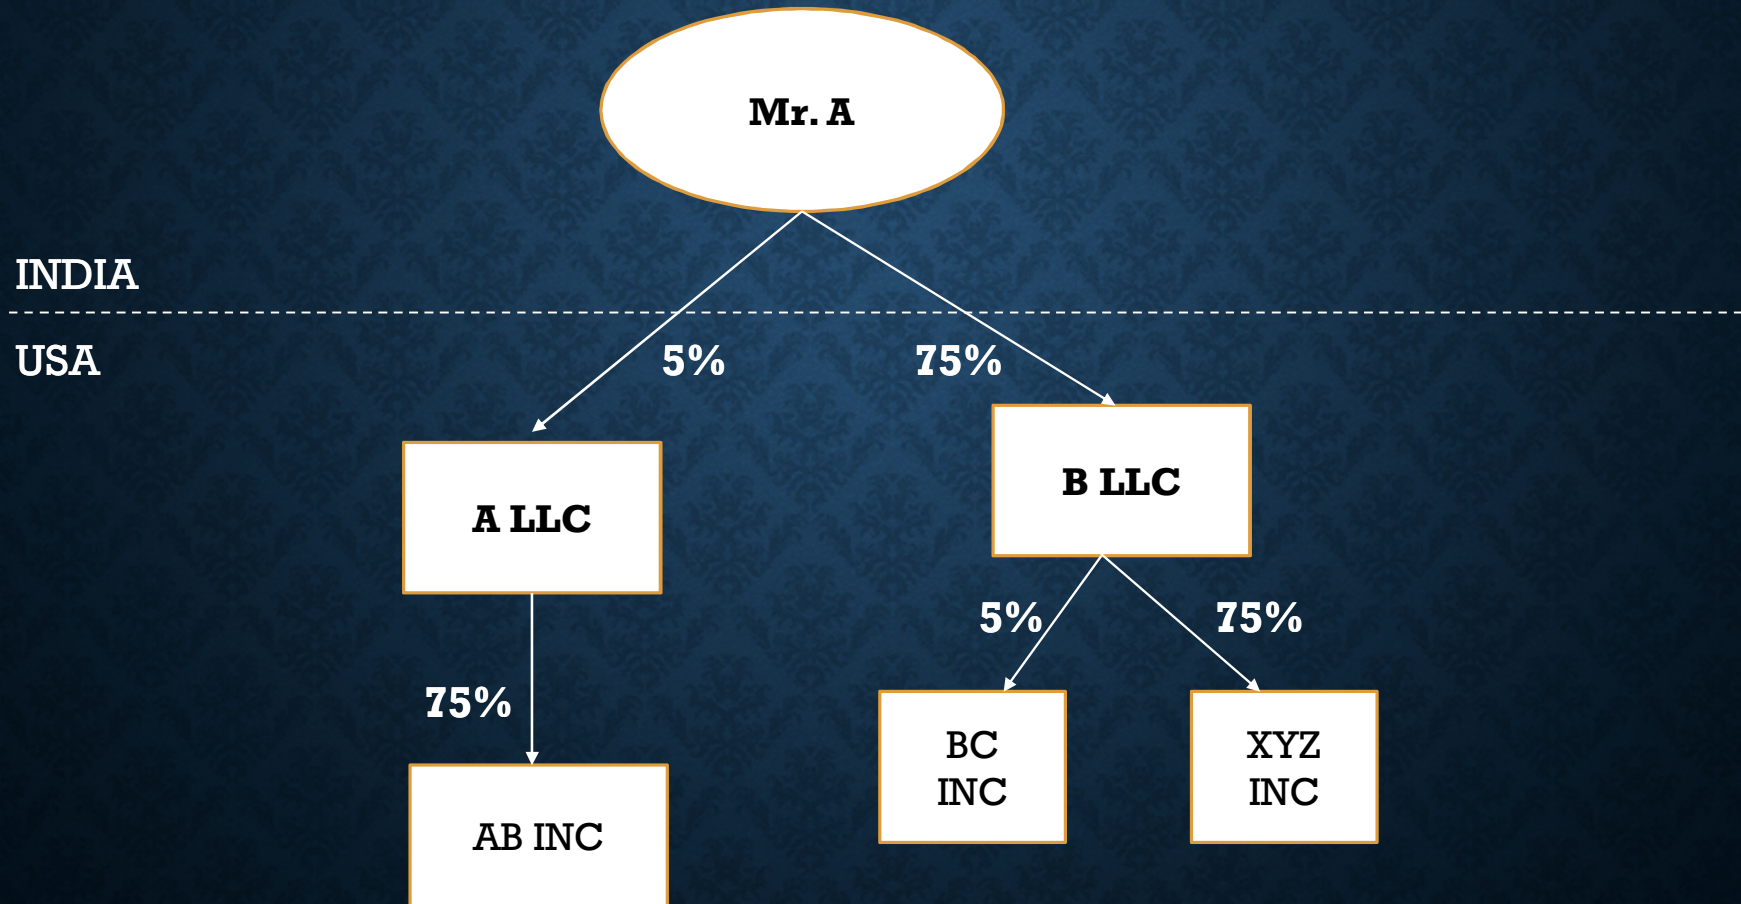 Mr. A
INDIA
USA
5%
75%
A LLC
B LLC
5%
75%
75%
BC
INC
XYZ
INC
AB INC